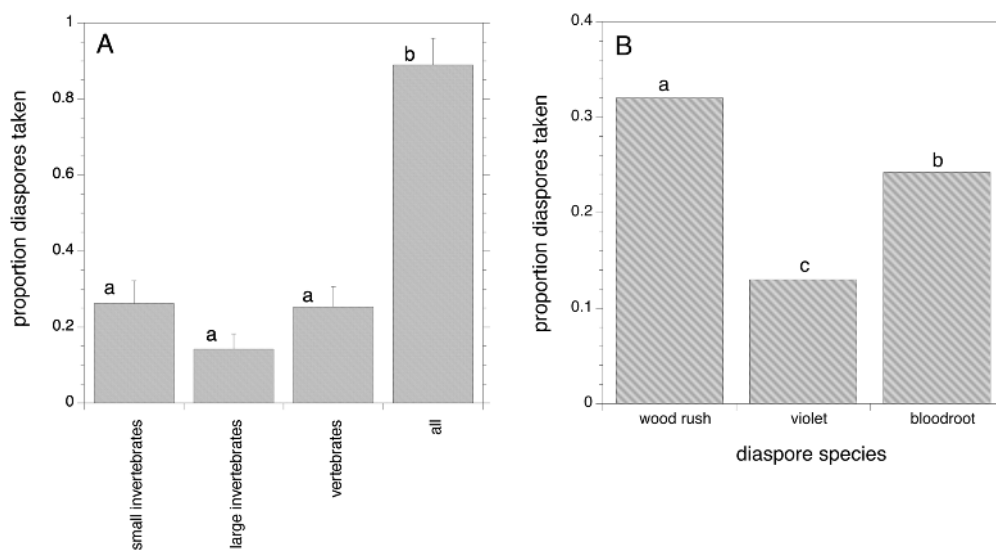 A
proportion diaspores taken
1
0.8
0.6
0.4
0.2
0
a
a
a
b
small invertebrates
large invertebrates
vertebrates
all
B
proportion diaspores taken
0.4
0.3
0.2
0.1
0
a
c
b
wood rush
violet
bloodroot
diaspore species